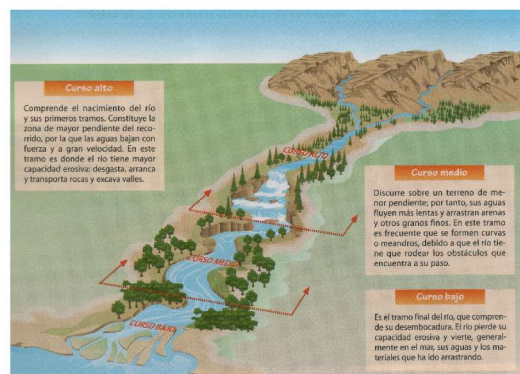 Curso alto
Comprende el nacimiento del río
y sus primeros tramos. Constituye la
zona de mayor pendiente del reco-
rrido, por la que las aguas bajan con
fuerza y a gran velocidad. En este
tramo es donde el río tiene mayor
capacidad erosiva: desgasta, arranca
y transporta rocas y excava valles.
CURSO ALTO
Curso medio
Discurre sobre un terreno de me-
nor pendiente; por tanto, sus aguas
fluyen más lentas y arrastran arenas
y otros granos finos. En este tramo
es frecuente que se formen curvas
o meandros, debido a que el río tie-
ne que rodear los obstáculos que
encuentra a su paso.
CURSO MEDIO
Curso bajo
Es el tramo final del río, que compren-
de su desembocadura. El río pierde su
capacidad erosiva y vierte, general-
mente en el mar, sus aguas y los ma-
teriales que ha ido arrastrando.
CURSO BAJO